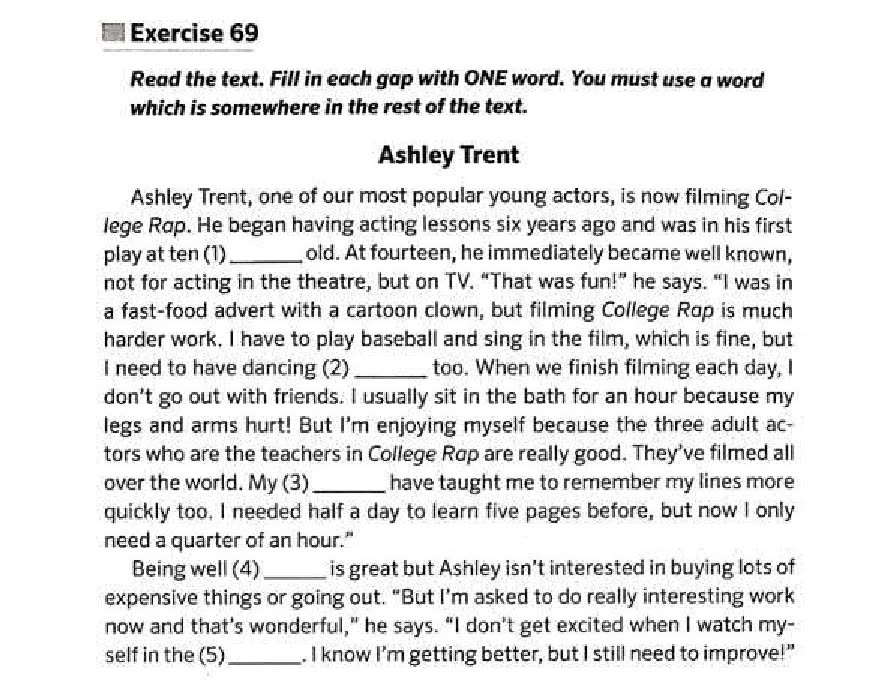 Exercise 69
Read the text. Fill in each gap with ONE word. You must use a word
which is somewhere in the rest of the text.
Ashley Trent
Ashley Trent, one of our most popular young actors, is now filming Col-
lege Rap. He began having acting lessons six years ago and was in his first
play at ten (1)______ old. At fourteen, he immediately became well known,
not for acting in the theatre, but on TV. "That was fun!" he says. "I was in
a fast-food advert with a cartoon clown, but filming College Rap is much
harder work. I have to play baseball and sing in the film, which is fine, but
I need to have dancing (2)______ too. When we finish filming each day, I
don't go out with friends. I usually sit in the bath for an hour because my
legs and arms hurt! But I'm enjoying myself because the three adult ac-
tors who are the teachers in College Rap are really good. They've filmed all
over the world. My (3)______ have taught me to remember my lines more
quickly too. I needed half a day to learn five pages before, but now I only
need a quarter of an hour."
Being well (4)______ is great but Ashley isn't interested in buying lots of
expensive things or going out. "But I'm asked to do really interesting work
now and that's wonderful," he says. "I don't get excited when I watch my-
self in the (5)______. I know I'm getting better, but I still need to improve!"